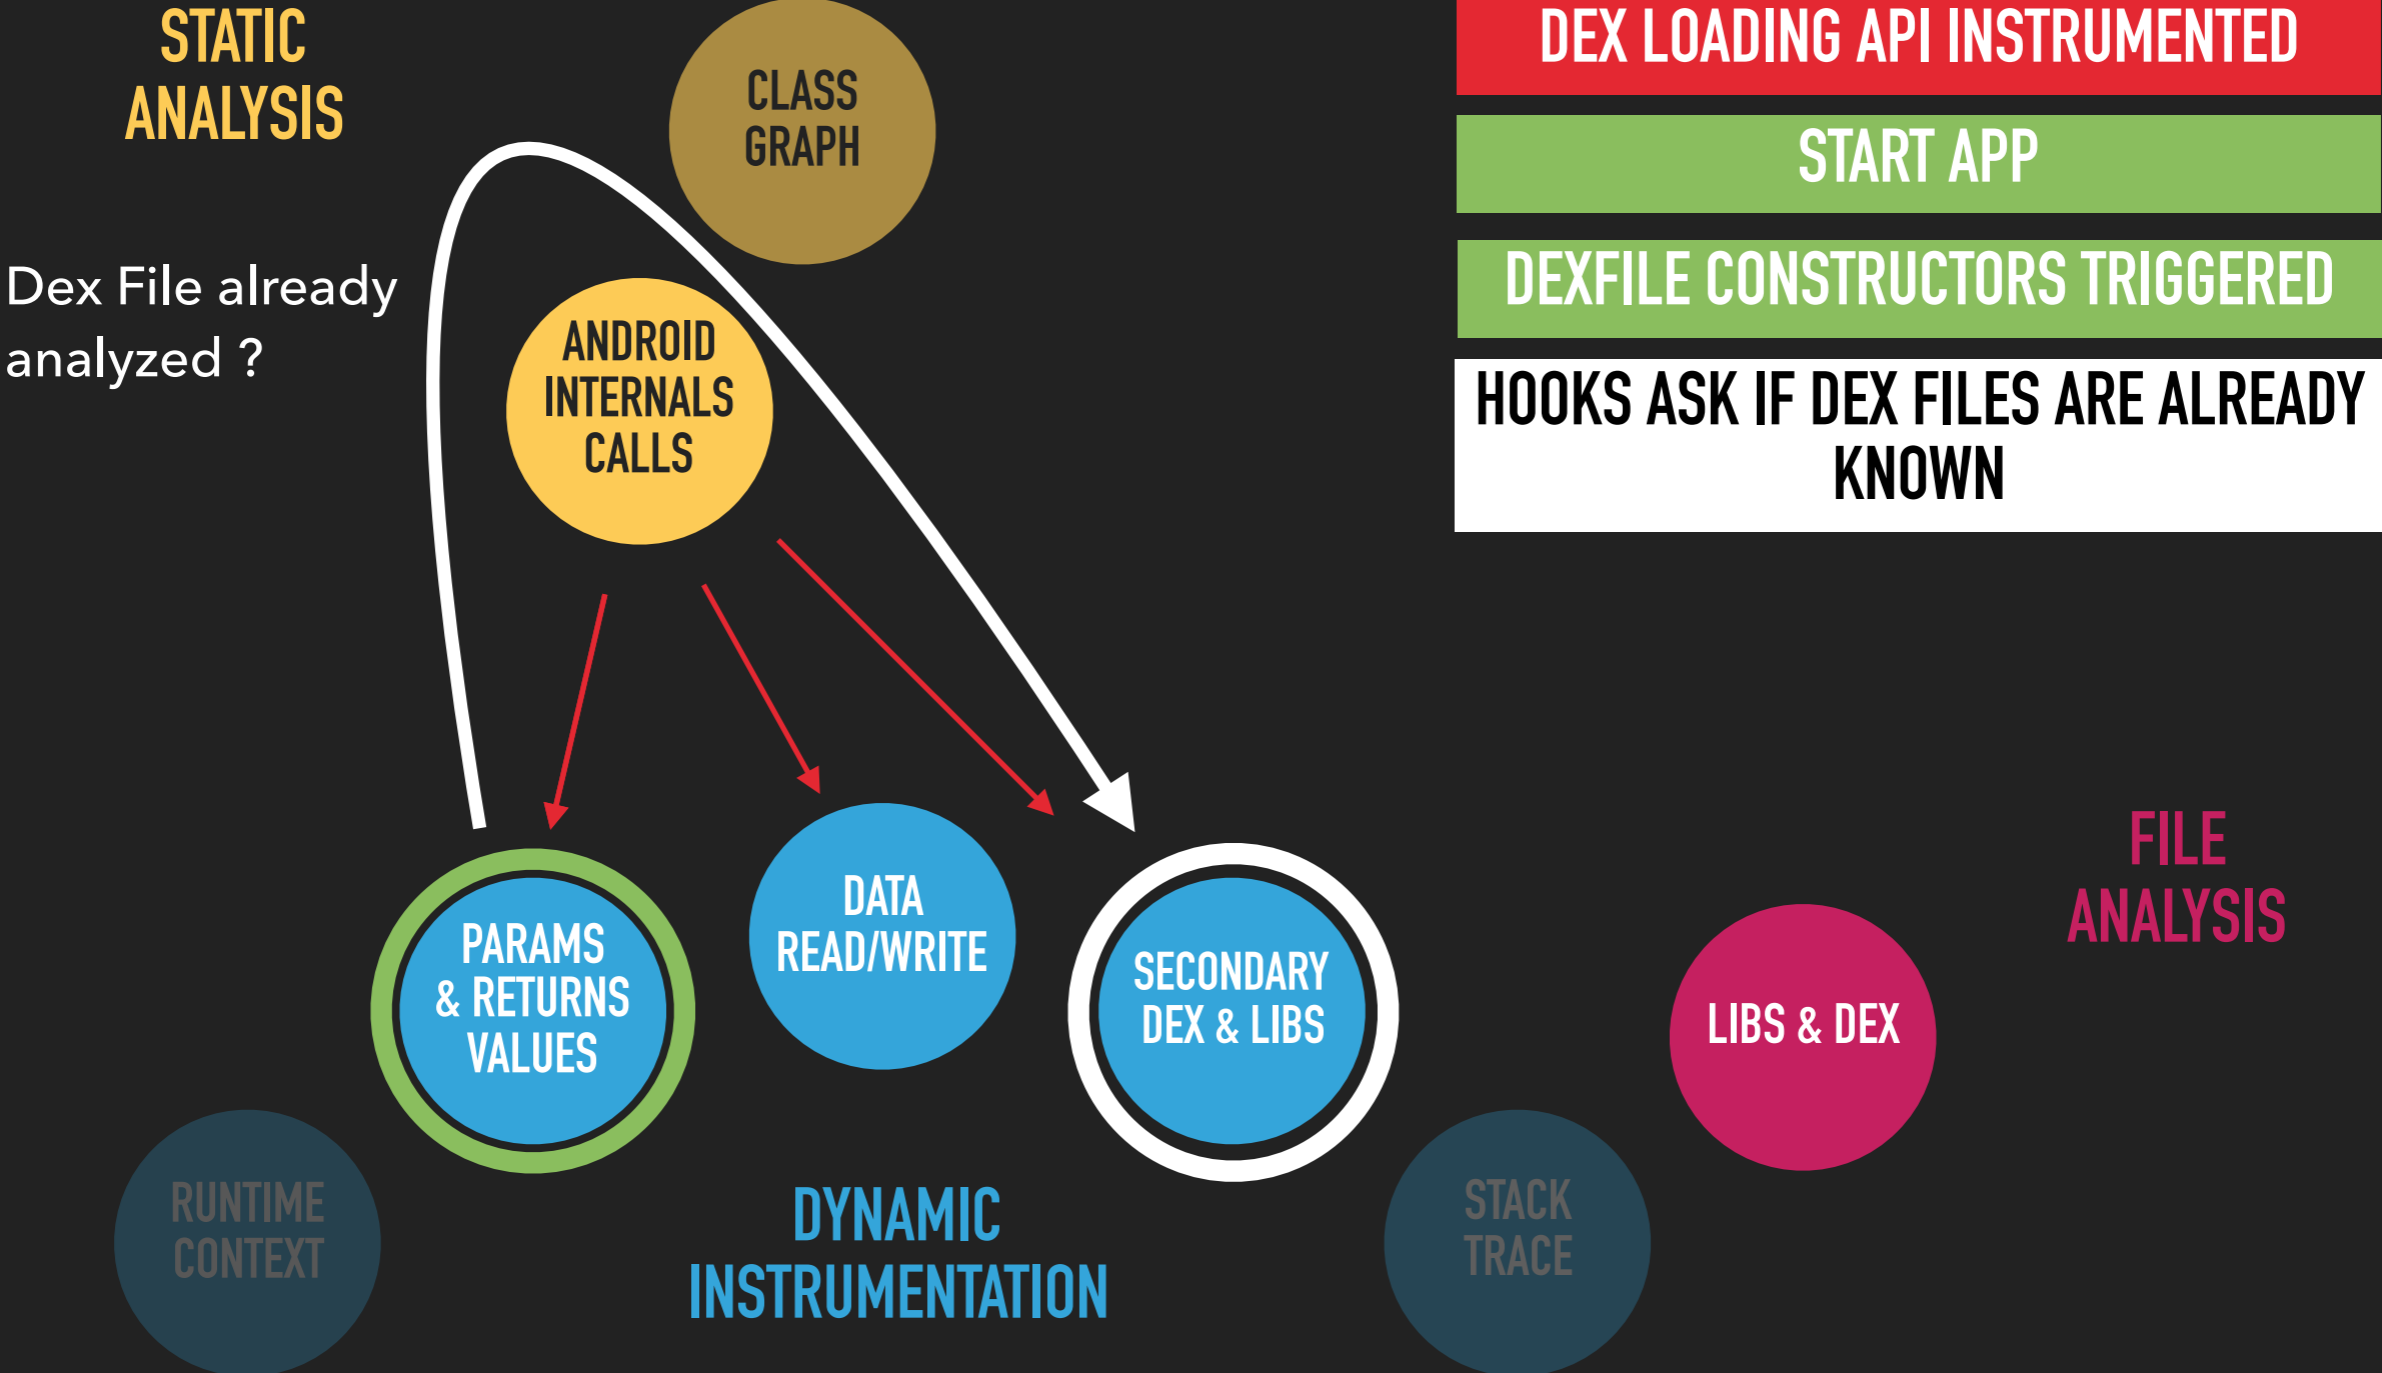 STATIC
ANALYSIS
Dex File already
analyzed ?
CLASS
GRAPH
ANDROID
INTERNALS
CALLS
DEX LOADING API INSTRUMENTED
START APP
DEXFILE CONSTRUCTORS TRIGGERED
HOOKS ASK IF DEX FILES ARE ALREADY
KNOWN
PARAMS
& RETURNS
VALUES
DATA
READ/WRITE
SECONDARY
DEX & LIBS
LIBS & DEX
FILE
ANALYSIS
RUNTIME
CONTEXT
DYNAMIC
INSTRUMENTATION
STACK
TRACE